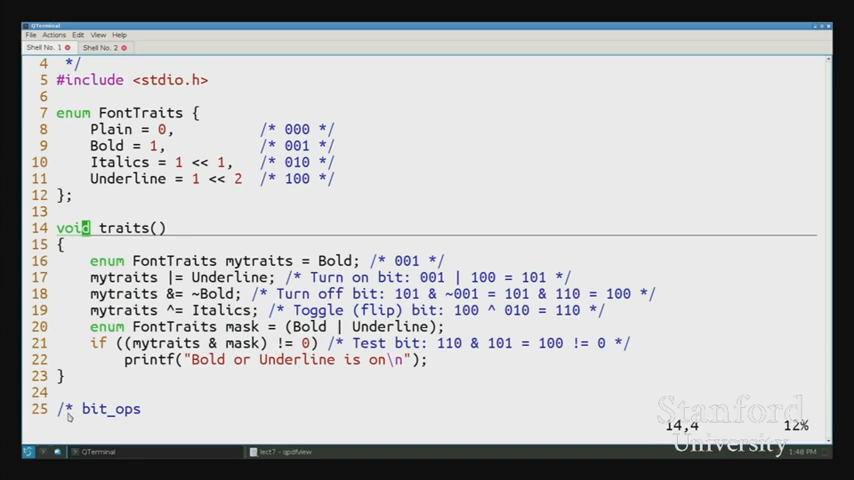 QTerminal
File Actions Edit View Help
Shell No. 1 Shell No. 2
4 */
5 #include <stdio.h>
6
7 enum FontTraits {
8 Plain = 0, /* 000 */
9 Bold = 1, /* 001 */
10 Italics = 1 << 1, /* 010 */
11 Underline = 1 << 2 /* 100 */
12 };
13
14 void traits()
15 {
16 enum FontTraits mytraits = Bold; /* 001 */
17 mytraits |= Underline; /* Turn on bit: 001 | 100 = 101 */
18 mytraits &= ~Bold; /* Turn off bit: 101 & ~001 = 101 & 110 = 100 */
19 mytraits ^= Italics; /* Toggle (flip) bit: 100 ^ 010 = 110 */
20 enum FontTraits mask = (Bold | Underline);
21 if ((mytraits & mask) != 0) /* Test bit: 110 & 101 = 100 != 0 */
22 printf("Bold or Underline is on\n");
23 }
24
25 /* bit_ops
14,4 12%
Stanford
University
QTerminal lect7. - qpdfview 1:48 PM